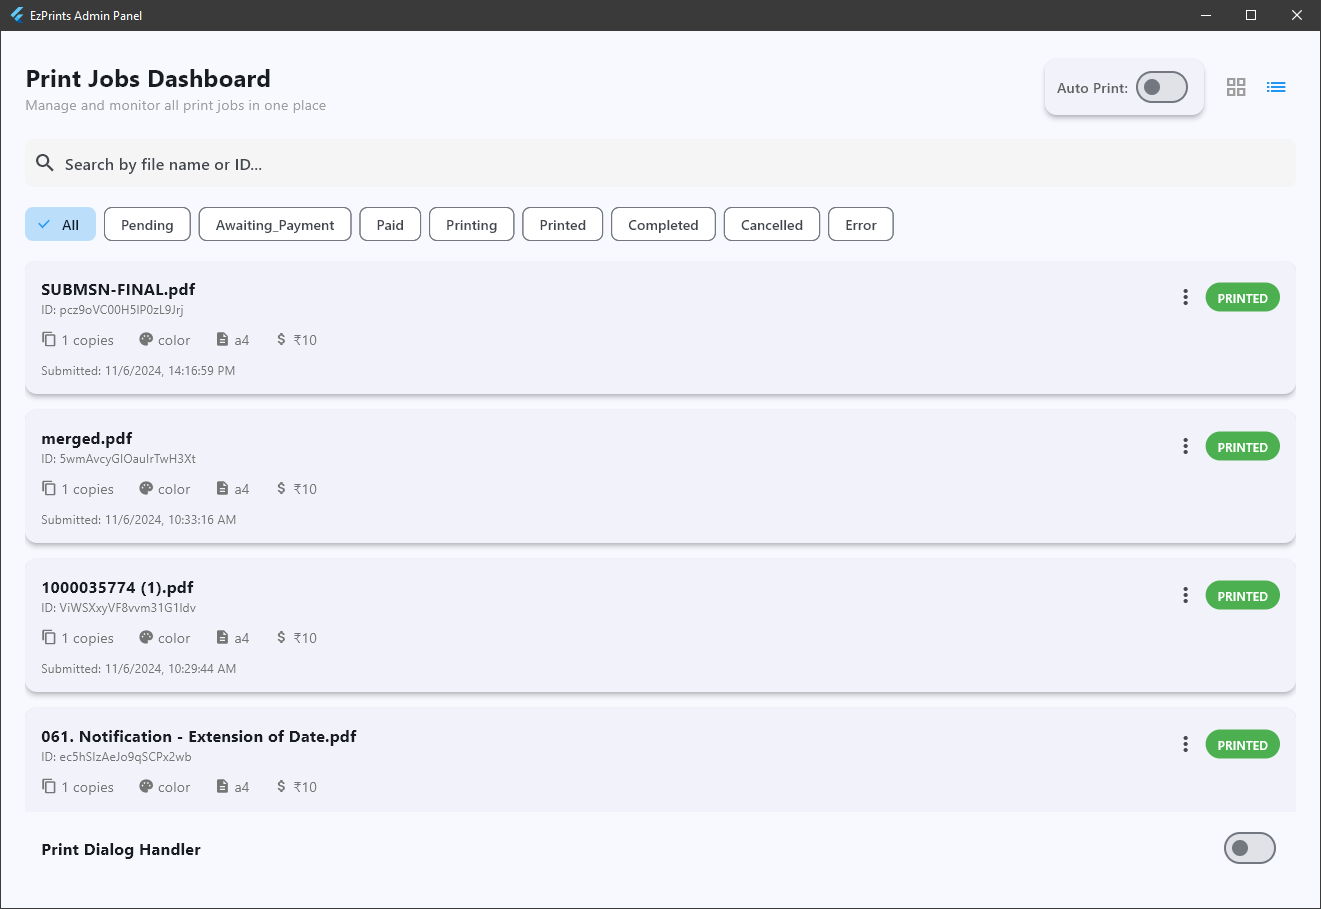 EzPrints Admin Panel
Print Jobs Dashboard
Manage and monitor all print jobs in one place
Auto Print:
Search by file name or ID...
All Pending Awaiting_Payment Paid Printing Printed Completed Cancelled Error
SUBMSN-FINAL.pdf
PRINTED
ID: pcz9oVC00H5IP0zL9Jrj
1 copies color a4 $ ₹10
Submitted: 11/6/2024, 14:16:59 PM
merged.pdf
PRINTED
ID: 5wmAvcyGlOauIrTwH3Xt
1 copies color a4 $ ₹10
Submitted: 11/6/2024, 10:33:16 AM
1000035774 (1).pdf
PRINTED
ID: ViWSXxyVF8vvm31G1ldv
1 copies color a4 $ ₹10
Submitted: 11/6/2024, 10:29:44 AM
061. Notification - Extension of Date.pdf
PRINTED
ID: ec5hSlzAeJo9qSCPx2wb
1 copies color a4 $ ₹10
Print Dialog Handler